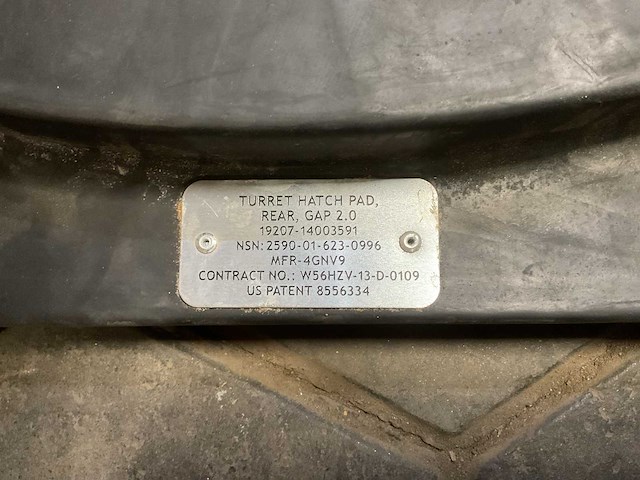 TURRET HATCH PAD,
REAR, GAP 2.0
19207-14003591
NSN: 2590-01-623-0996
MFR-4GNV9
CONTRACT NO.: W56HZV-13-D-0109
US PATENT 8556334